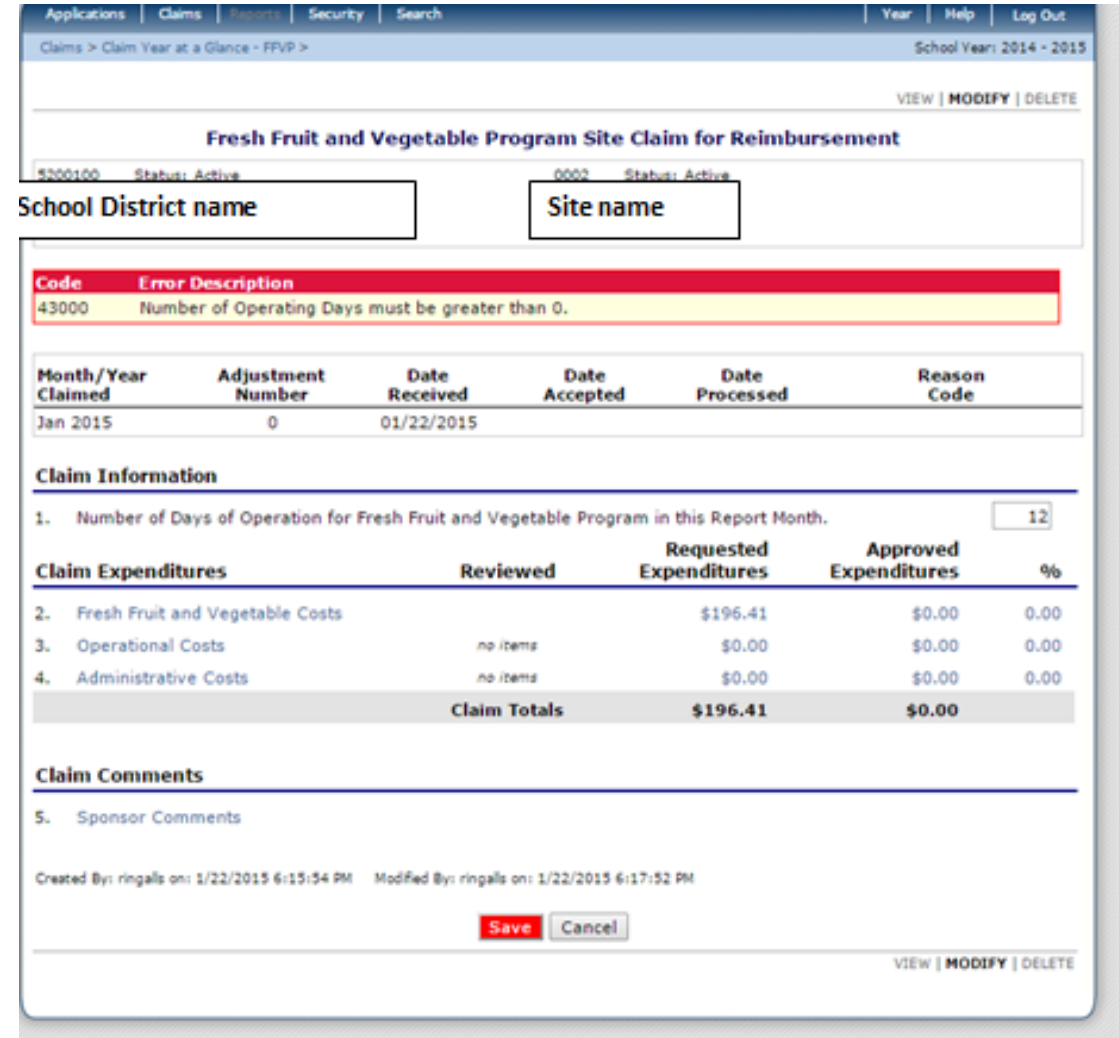 Applications | Claims | Reports | Security | Search | Year | Help | Log Out
Claims > Claim Year at a Glance - FFVP > School Year: 2014 - 2015
VIEW | MODIFY | DELETE
Fresh Fruit and Vegetable Program Site Claim for Reimbursement
5200100 Status: Active 0002 Status: Active
School District name Site name
Code Error Description
43000 Number of Operating Days must be greater than 0.
Month/Year Claimed Adjustment Number Date Received Date Accepted Date Processed Reason Code
Jan 2015 0 01/22/2015
Claim Information
1. Number of Days of Operation for Fresh Fruit and Vegetable Program in this Report Month. 12
Claim Expenditures Reviewed Requested Expenditures Approved Expenditures %
2. Fresh Fruit and Vegetable Costs $196.41 $0.00 0.00
3. Operational Costs no items $0.00 $0.00 0.00
4. Administrative Costs no items $0.00 $0.00 0.00
Claim Totals $196.41 $0.00
Claim Comments
5. Sponsor Comments
Created By: ringalls on: 1/22/2015 6:15:54 PM Modified By: ringalls on: 1/22/2015 6:17:52 PM
Save Cancel
VIEW | MODIFY | DELETE